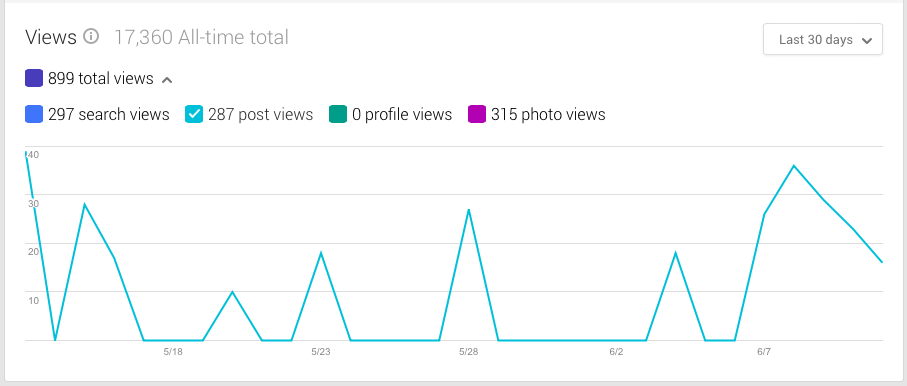 Views 17,360 All-time total
Last 30 days
899 total views
297 search views 287 post views 0 profile views 315 photo views
40
30
20
10
5/18 5/23 5/28 6/2 6/7